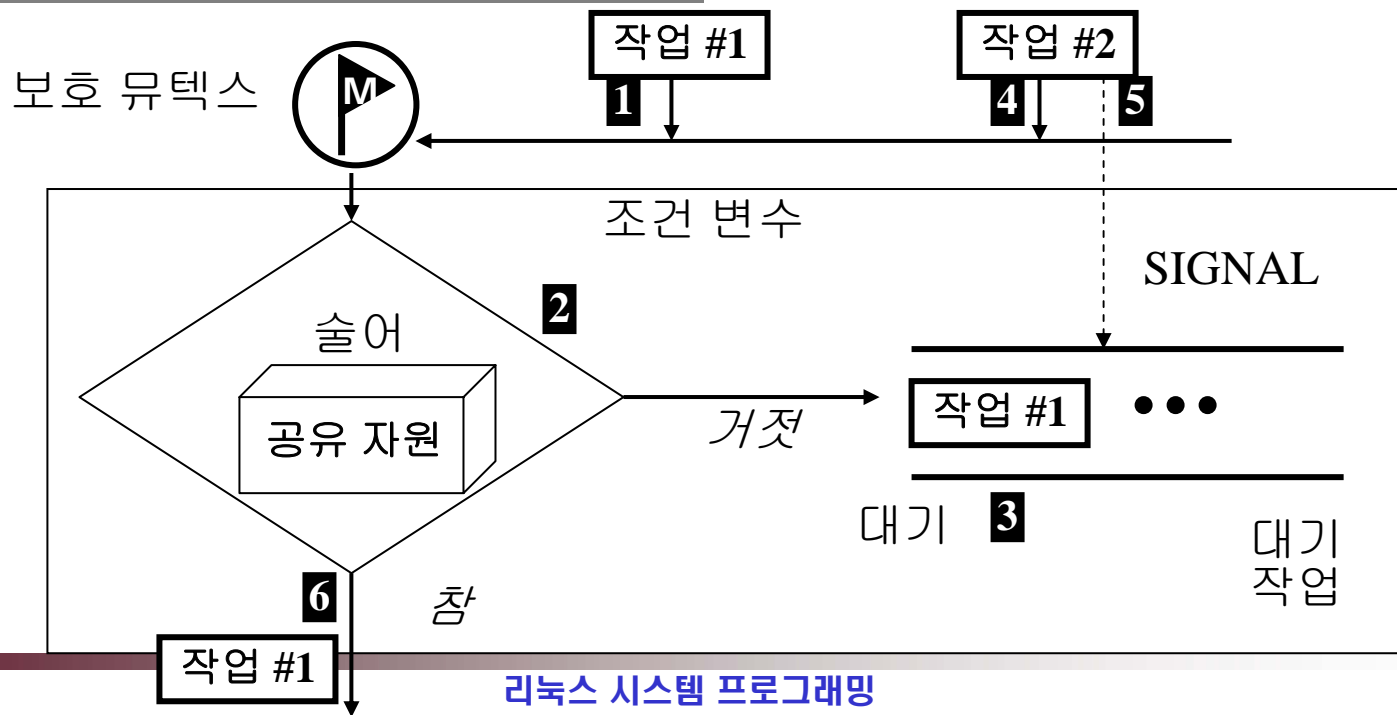 작업 #1
작업 #2
보호 뮤텍스
M
1
4
5
조건 변수
SIGNAL
2
술어
공유 자원
거짓
작업 #1
•••
대기
3
대기
작업
6
참
작업 #1
리눅스 시스템 프로그래밍